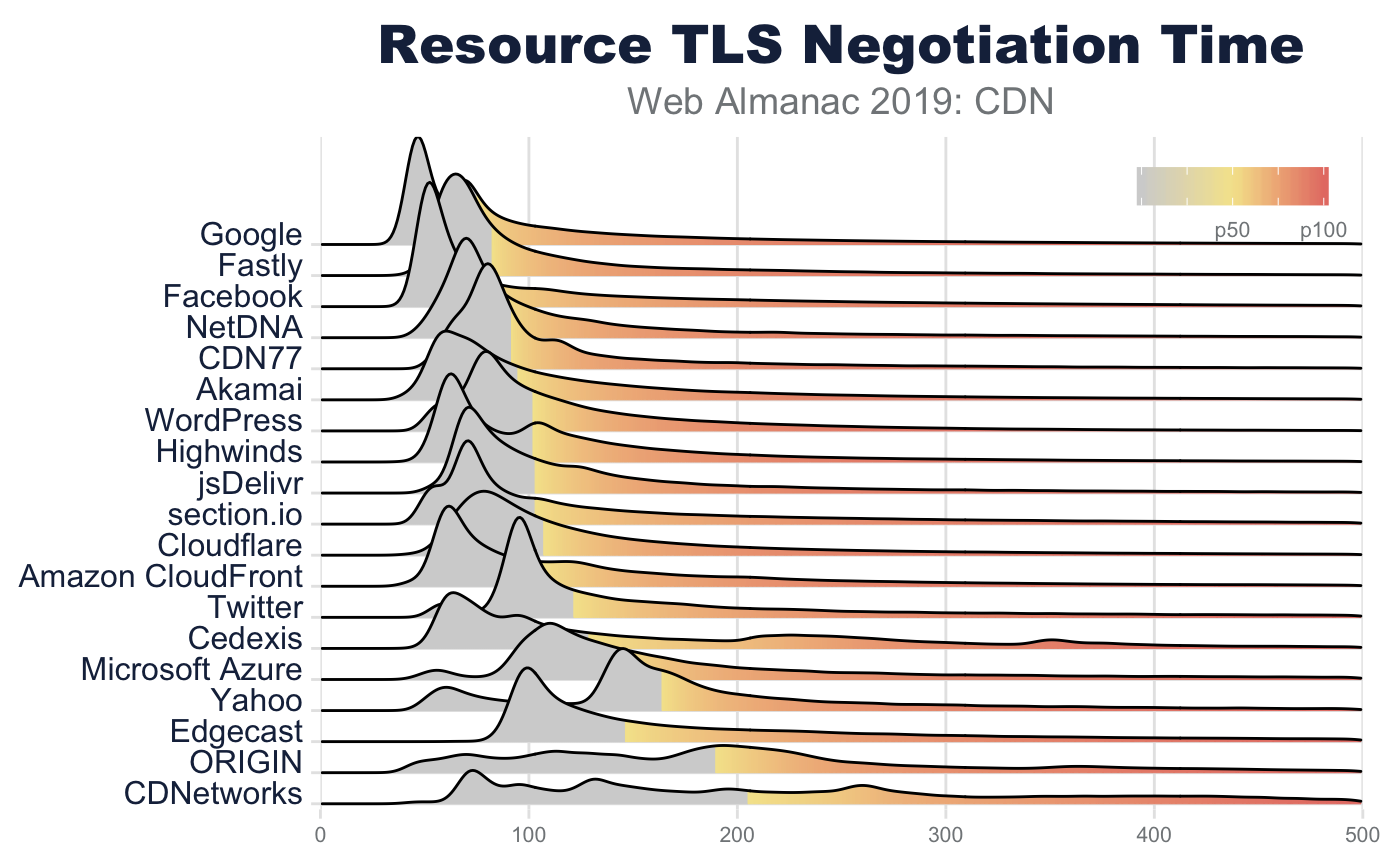 Resource TLS Negotiation Time
Web Almanac 2019: CDN
p50 p100
Google
Fastly
Facebook
NetDNA
CDN77
Akamai
WordPress
Highwinds
jsDelivr
section.io
Cloudflare
Amazon CloudFront
Twitter
Cedexis
Microsoft Azure
Yahoo
Edgecast
ORIGIN
CDNetworks
0 100 200 300 400 500